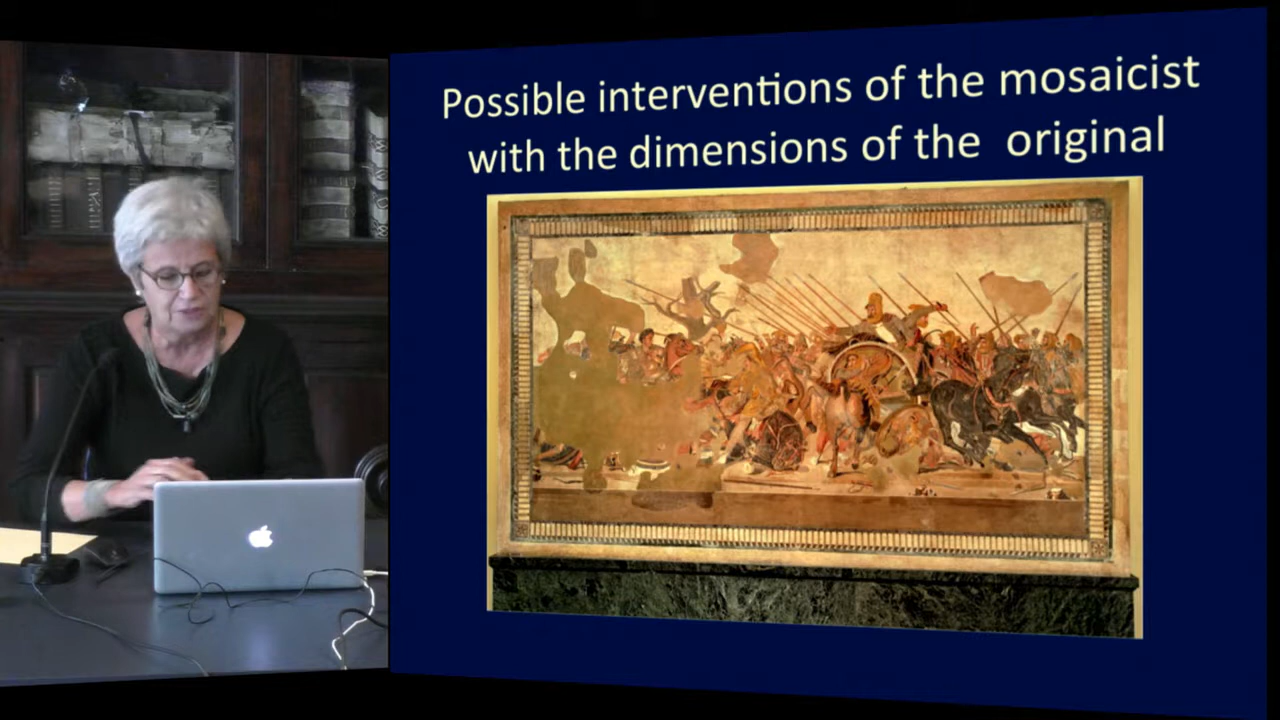 Possible interventions of the mosaicist
with the dimensions of the original